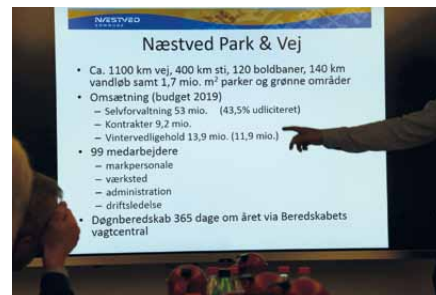 NÆSTVED
KOMMUNE
Næstved Park & Vej
• Ca. 1100 km vej, 400 km sti, 120 boldbaner, 140 km
vandløb samt 1,7 mio. m² parker og grønne områder
• Omsætning (budget 2019)
– Selvforvaltning 53 mio. (43,5% udliciteret)
– Kontrakter 9,2 mio.
– Vintervedligehold 13,9 mio. (11,9 mio.)
• 99 medarbejdere
– markpersonale
– værksted
– administration
– driftsledelse
• Døgnberedskab 365 dage om året via Beredskabets
vagtcentral